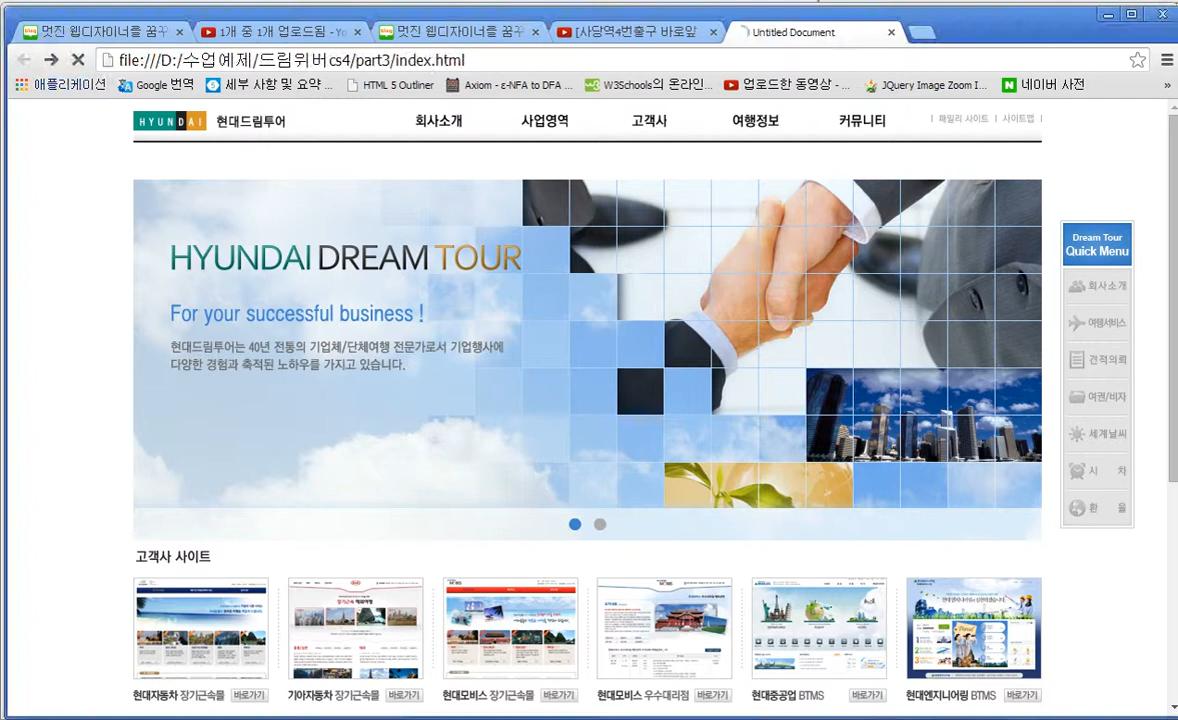 멋진 웹디자이너를 꿈꾸
1개 중 1개 업로드됨 - Yo
멋진 웹디자이너를 꿈꾸
[사당역4번출구 바로앞
Untitled Document
file:///D:/수업예제/드림위버cs4/part3/index.html
애플리케이션
Google 번역
세부 사항 및 요약 ...
HTML 5 Outliner
Axiom - ε-NFA to DFA ...
W3Schools의 온라인...
업로드한 동영상 - ...
JQuery Image Zoom I...
네이버 사전
»
HYUNDAI 현대드림투어
회사소개
사업영역
고객사
여행정보
커뮤니티
패밀리 사이트 | 사이트맵
HYUNDAI DREAM TOUR
For your successful business !
현대드림투어는 40년 전통의 기업체/단체여행 전문가로서 기업행사에
다양한 경험과 축적된 노하우를 가지고 있습니다.
Dream Tour
Quick Menu
회사소개
여행서비스
견적의뢰
여권/비자
세계날씨
시 차
환 율
고객사 사이트
현대자동차 장기근속몰 바로가기
기아자동차 장기근속몰 바로가기
현대모비스 장기근속몰 바로가기
현대모비스 우수대리점 바로가기
현대중공업 BTMS 바로가기
현대엔지니어링 BTMS 바로가기